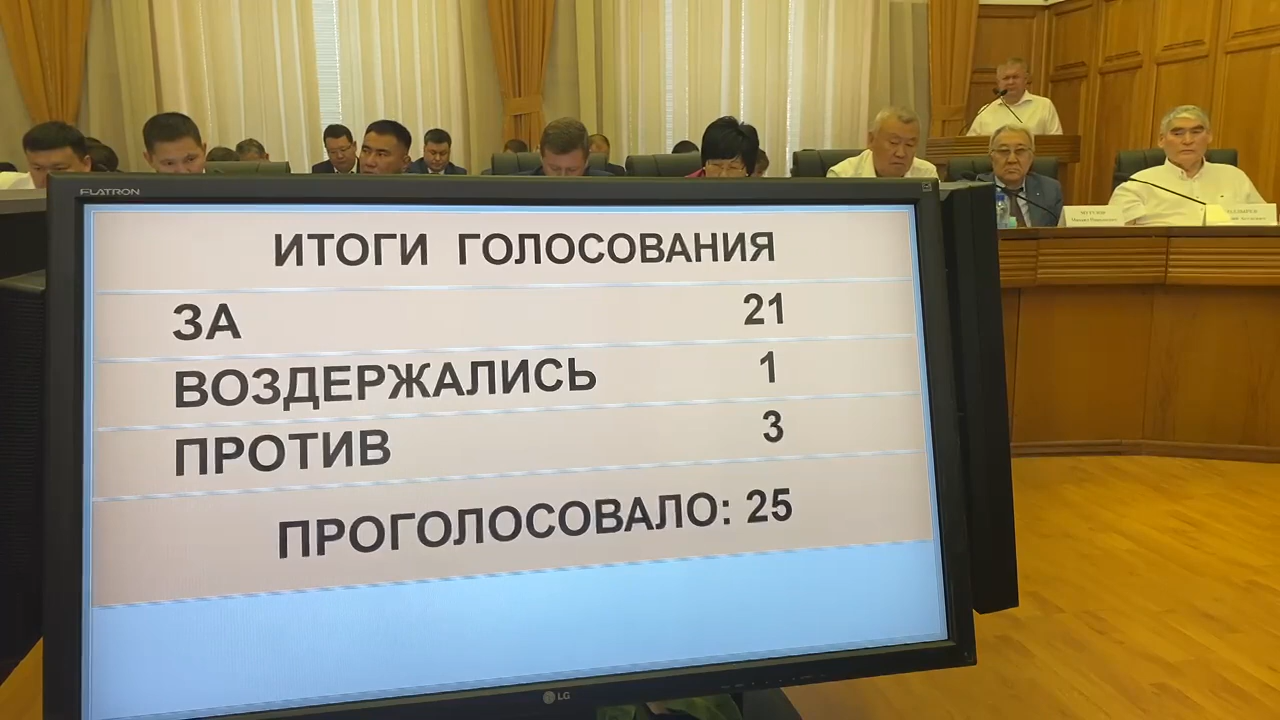 FLATRON
ИТОГИ ГОЛОСОВАНИЯ
ЗА 21
ВОЗДЕРЖАЛИСЬ 1
ПРОТИВ 3
ПРОГОЛОСОВАЛО: 25
LG